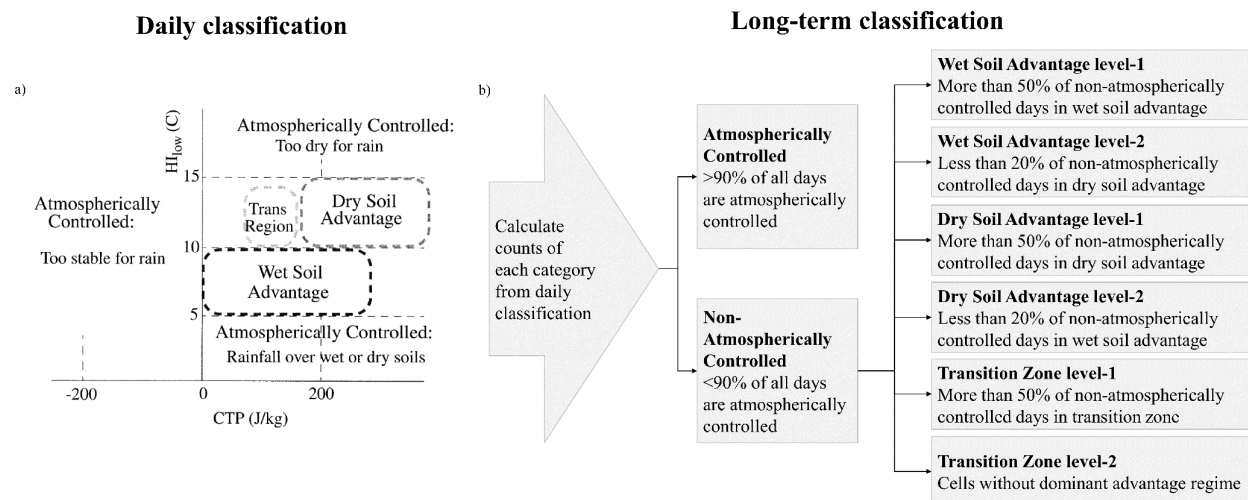 Daily classification
Long-term classification
a)
HI_low (C)
Atmospherically Controlled:
Too dry for rain
15
Atmospherically
Controlled:
Too stable for rain
Trans
Region
Dry Soil
Advantage
10
Wet Soil
Advantage
5
Atmospherically Controlled:
Rainfall over wet or dry soils
-200
0
200
CTP (J/kg)
b)
Calculate
counts of
each category
from daily
classification
Atmospherically
Controlled
>90% of all days
are atmospherically
controlled
Non-
Atmospherically
Controlled
<90% of all days
are atmospherically
controlled
Wet Soil Advantage level-1
More than 50% of non-atmospherically
controlled days in wet soil advantage
Wet Soil Advantage level-2
Less than 20% of non-atmospherically
controlled days in dry soil advantage
Dry Soil Advantage level-1
More than 50% of non-atmospherically
controlled days in dry soil advantage
Dry Soil Advantage level-2
Less than 20% of non-atmospherically
controlled days in wet soil advantage
Transition Zone level-1
More than 50% of non-atmospherically
controlled days in transition zone
Transition Zone level-2
Cells without dominant advantage regime